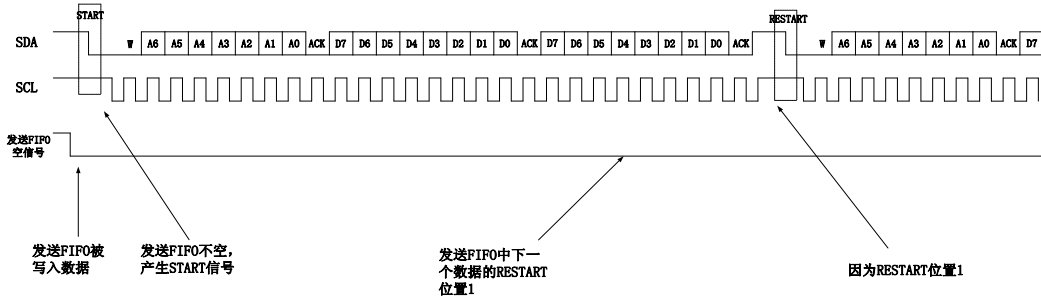 START
RESTART
SDA W A6 A5 A4 A3 A2 A1 A0 ACK D7 D6 D5 D4 D3 D2 D1 D0 ACK D7 D6 D5 D4 D3 D2 D1 D0 ACK W A6 A5 A4 A3 A2 A1 A0 ACK D7
SCL
发送FIFO
空信号
发送FIFO被
写入数据
发送FIFO不空,
产生START信号
发送FIFO中下一
个数据的RESTART
位置1
因为RESTART位置1